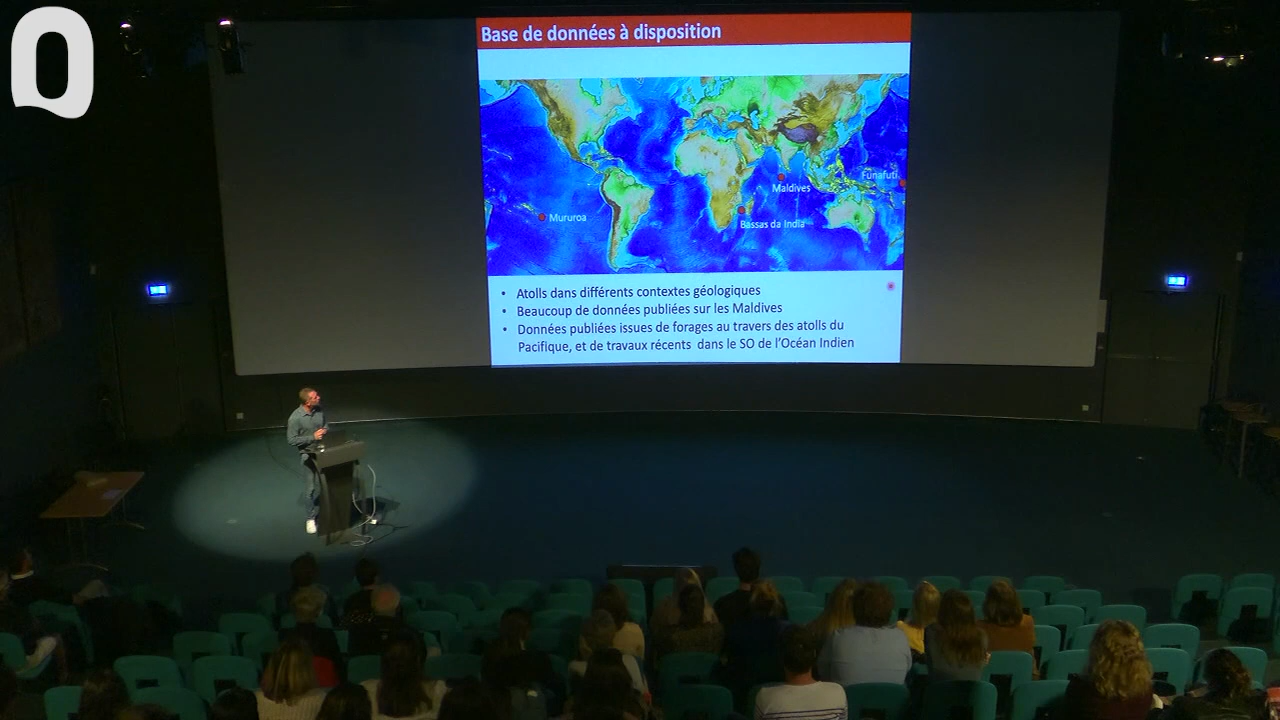 Q
Base de données à disposition
Funafuti
Maldives
Mururoa
Bassas da India
• Atolls dans différents contextes géologiques
• Beaucoup de données publiées sur les Maldives
• Données publiées issues de forages au travers des atolls du
Pacifique, et de travaux récents dans le SO de l'Océan Indien